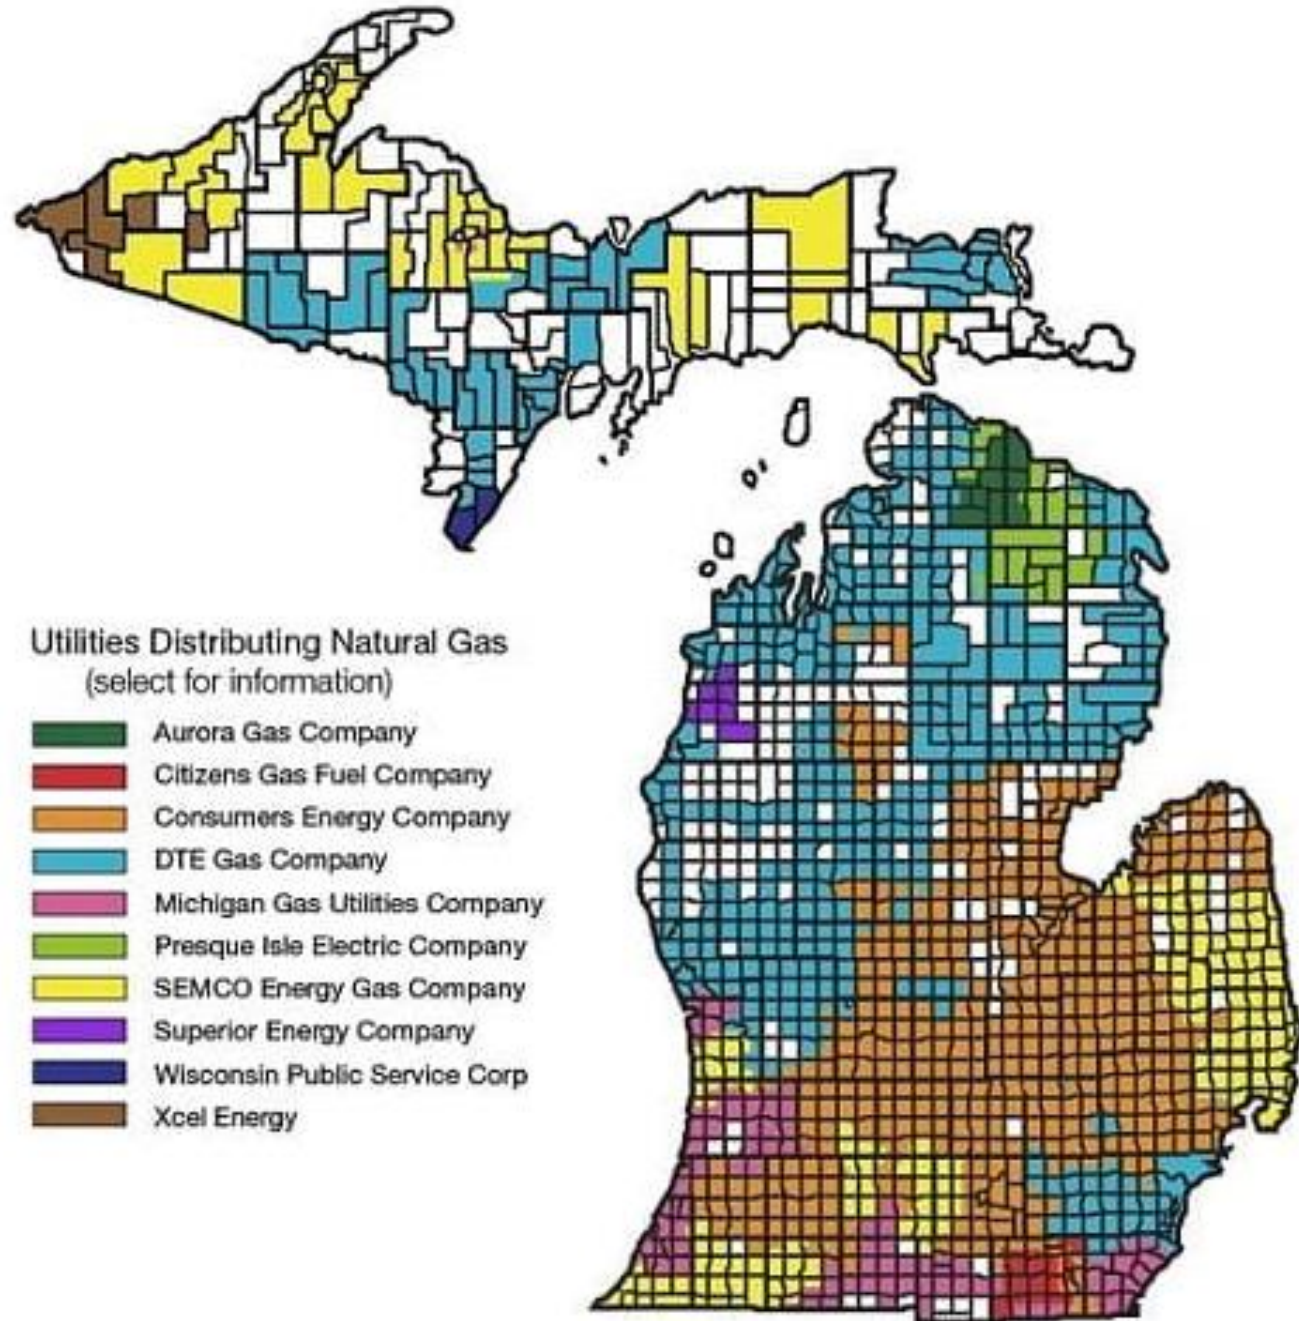 Utilities Distributing Natural Gas
(select for information)
Aurora Gas Company
Citizens Gas Fuel Company
Consumers Energy Company
DTE Gas Company
Michigan Gas Utilities Company
Presque Isle Electric Company
SEMCO Energy Gas Company
Superior Energy Company
Wisconsin Public Service Corp
Xcel Energy